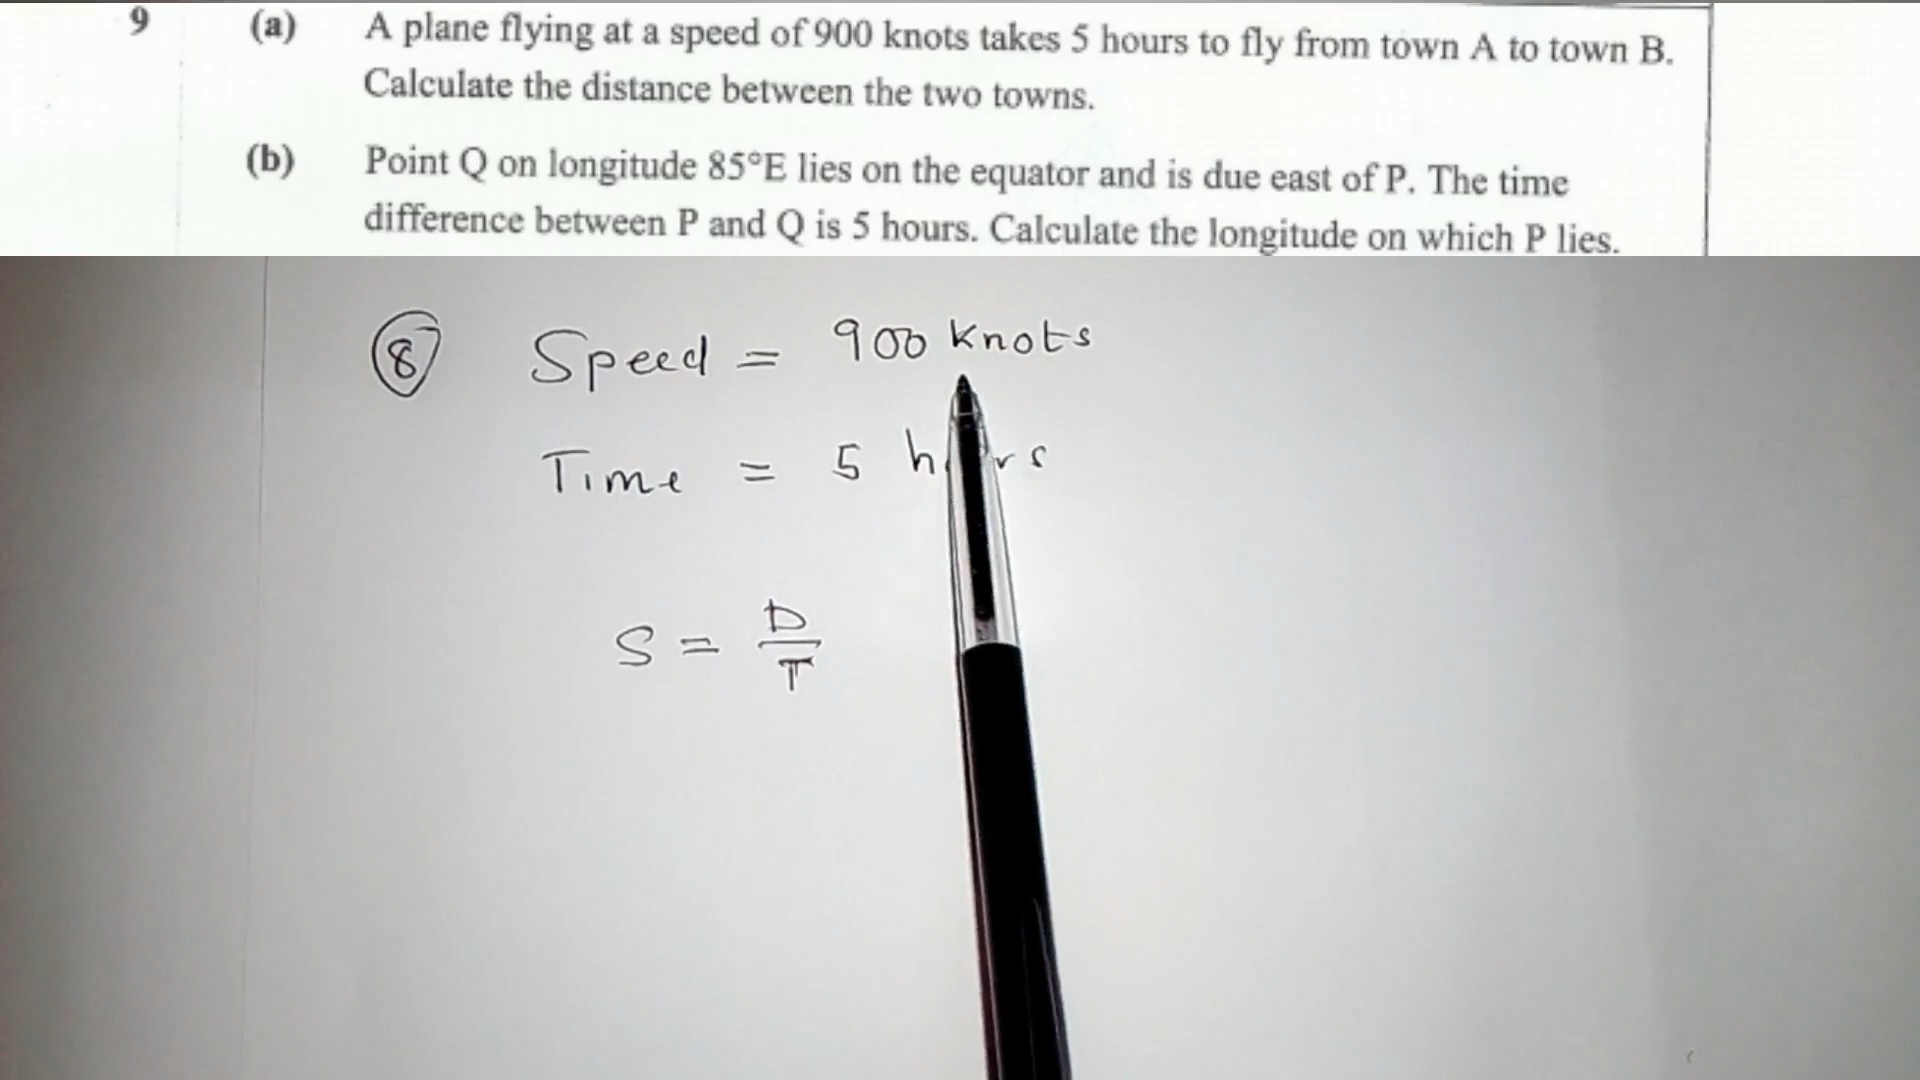 9 (a) A plane flying at a speed of 900 knots takes 5 hours to fly from town A to town B.
Calculate the distance between the two towns.
(b) Point Q on longitude 85°E lies on the equator and is due east of P. The time
difference between P and Q is 5 hours. Calculate the longitude on which P lies.
8 Speed = 900 knots
Time = 5
S = D
T